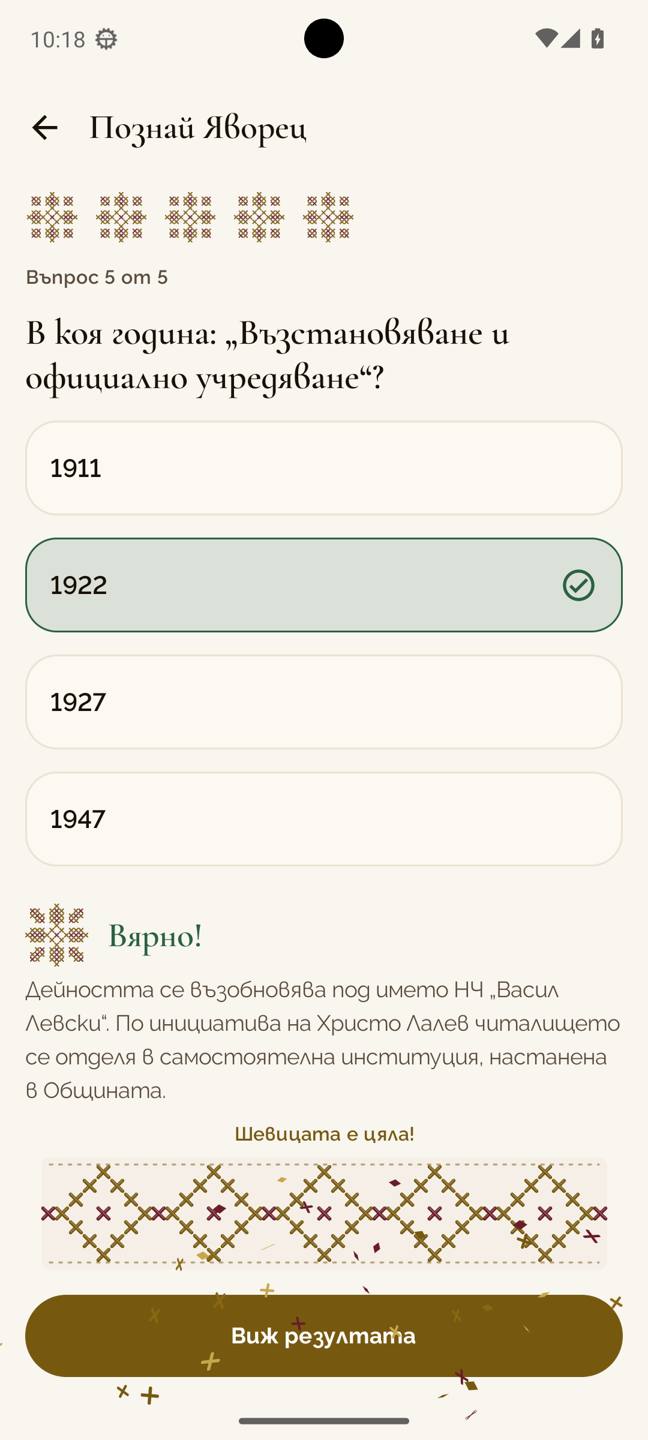 10:18
Познай Яворец
Въпрос 5 от 5
В коя година: „Възстановяване и
официално учредяване“?
1911
1922
1927
1947
Вярно!
Дейността се възобновява под името НЧ „Васил
Левски“. По инициатива на Христо Лалев читалището
се отделя в самостоятелна институция, настанена
в Общината.
Шевицата е цяла!
Виж резултата